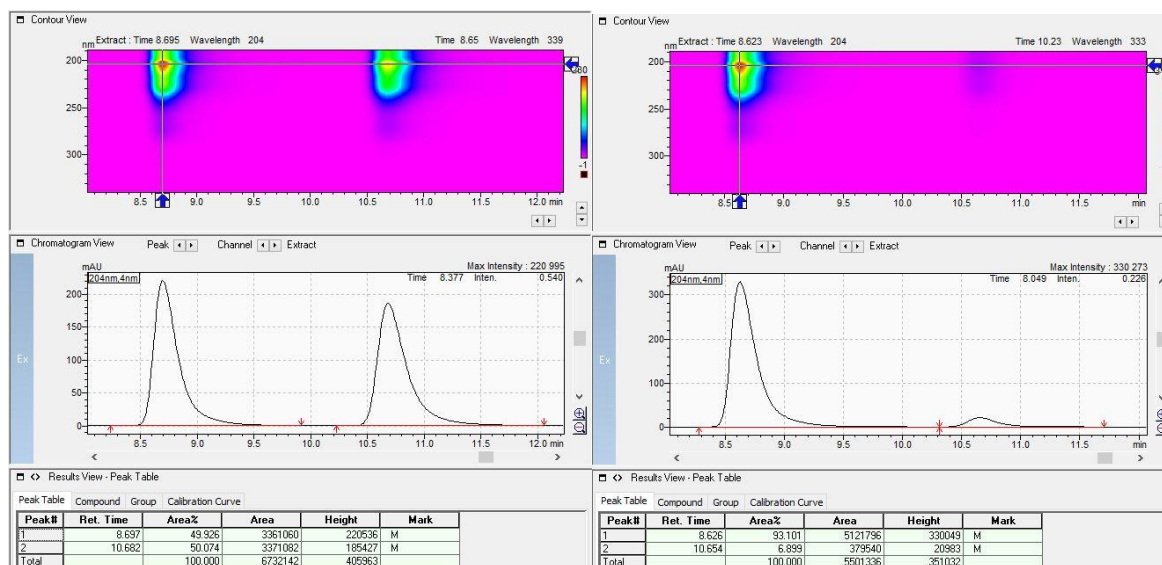 Contour View
Extract : Time 8.695 Wavelength 204 Time 8.65 Wavelength 339
nm
200
250
300
-1
8.5 9.0 9.5 10.0 10.5 11.0 11.5 12.0 min
Chromatogram View Peak Channel Extract
mAU
204nm,4nm
Max Intensity : 220 995
Time 8.377 Inten. 0.540
200
150
100
50
0
Ex
8.5 9.0 9.5 10.0 10.5 11.0 11.5 12.0 min
Results View - Peak Table
Peak Table Compound Group Calibration Curve
Peak# Ret. Time Area% Area Height Mark
1 8.697 49.926 3361060 220536 M
2 10.682 50.074 3371082 185427 M
Total 100.000 6732142 405963
Contour View
Extract : Time 8.623 Wavelength 204 Time 10.23 Wavelength 333
nm
200
250
300
8.5 9.0 9.5 10.0 10.5 11.0 11.5 min
Chromatogram View Peak Channel Extract
mAU
204nm,4nm
Max Intensity : 330 273
Time 8.049 Inten. 0.226
300
200
100
0
Ex
8.5 9.0 9.5 10.0 10.5 11.0 11.5 min
Results View - Peak Table
Peak Table Compound Group Calibration Curve
Peak# Ret. Time Area% Area Height Mark
1 8.626 93.101 5121796 330049 M
2 10.654 6.899 379540 20983 M
Total 100.000 5501336 351032